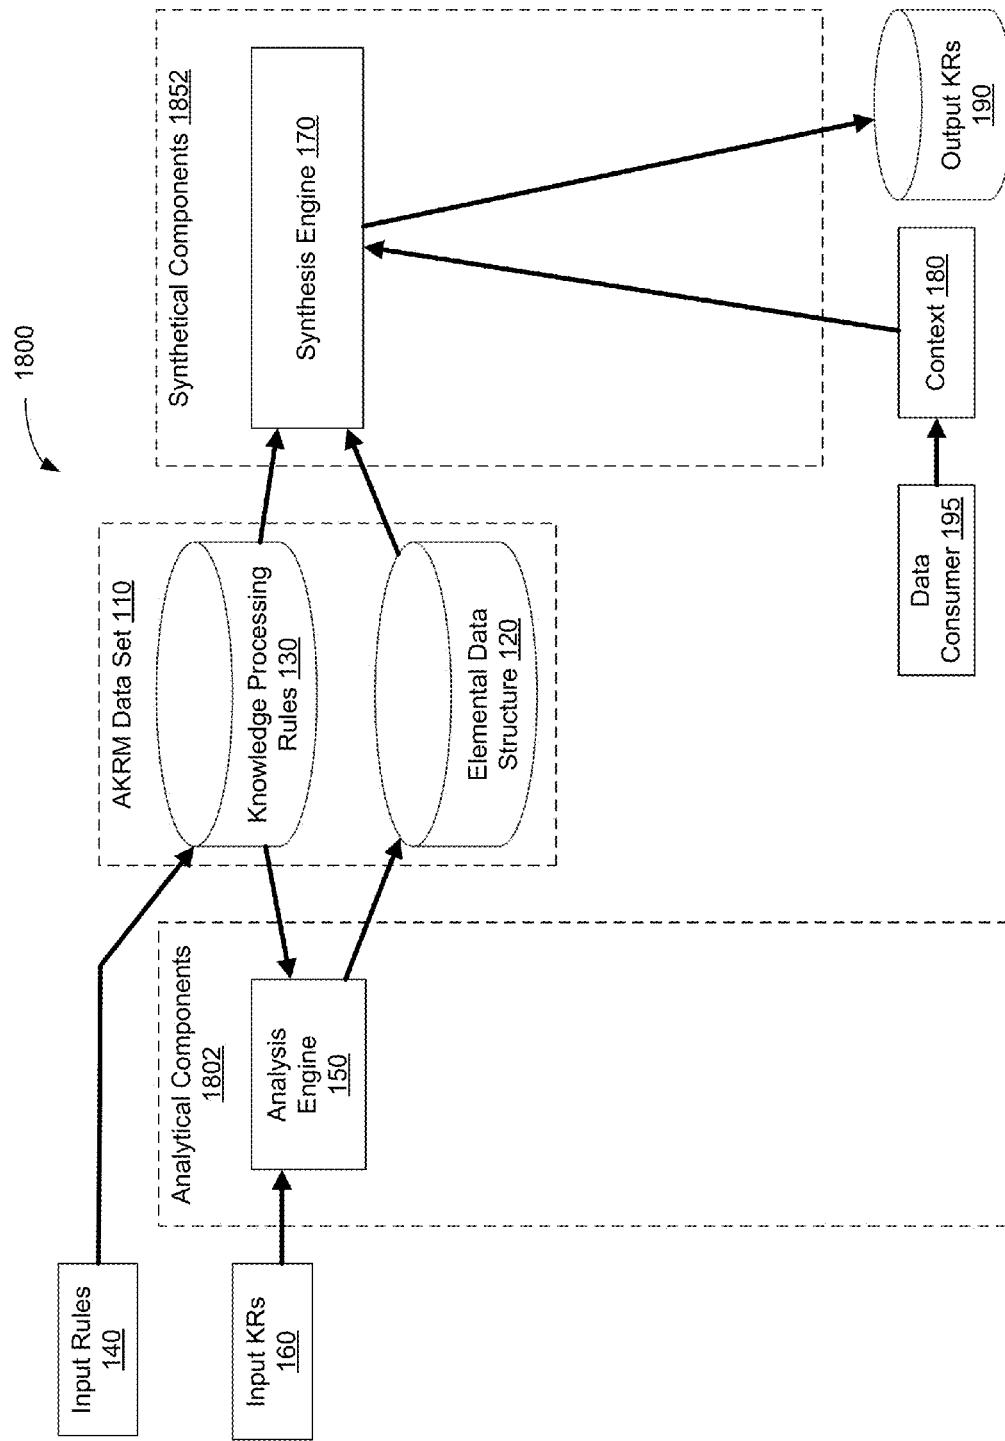 1800
Input Rules
140
Input KRs
160
Analytical Components
1802
Analysis
Engine
150
AKRM Data Set 110
Knowledge Processing
Rules 130
Elemental Data
Structure 120
Synthetical Components 1852
Synthesis Engine 170
Data
Consumer 195
Context 180
Output KRs
190